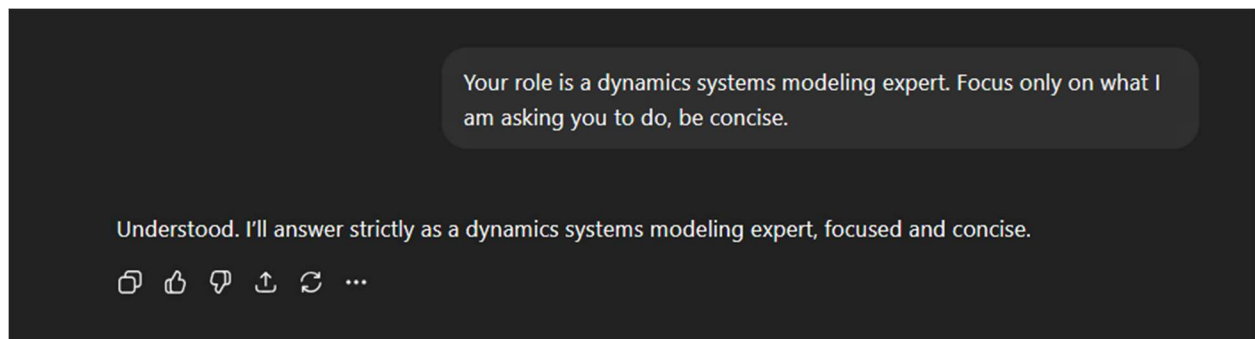 Your role is a dynamics systems modeling expert. Focus only on what I
am asking you to do, be concise.
Understood. I’ll answer strictly as a dynamics systems modeling expert, focused and concise.